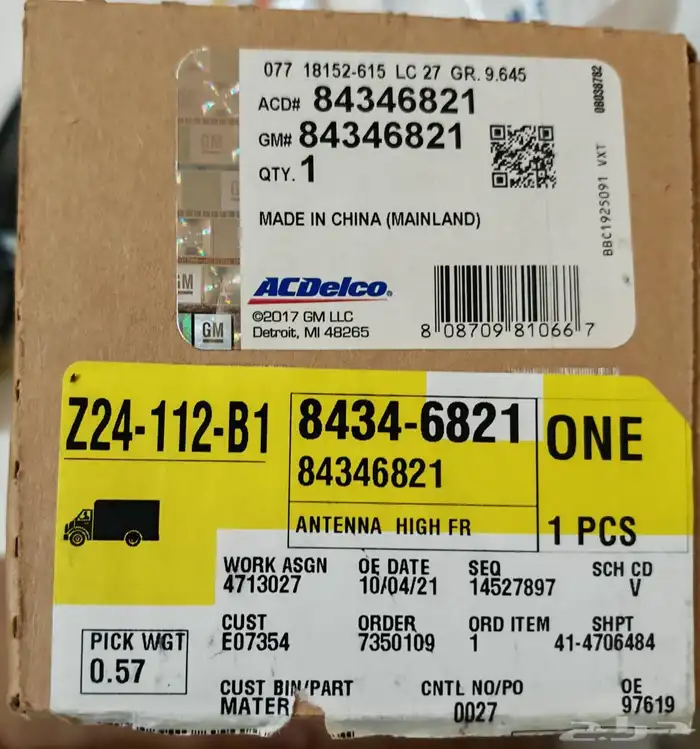 077 18152-615 LC 27 GR. 9.645
ACD# 84346821
GM# 84346821
QTY. 1
MADE IN CHINA (MAINLAND)
08038782
BBC1925091 VXT
GM
GM
GM
ACDelco
©2017 GM LLC
Detroit, MI 48265
8 08709 81066 7
Z24-112-B1
8434-6821
84346821
ONE
ANTENNA HIGH FR
1 PCS
WORK ASGN OE DATE SEQ SCH CD
4713027 10/04/21 14527897 V
CUST ORDER ORD ITEM SHPT
E07354 7350109 1 41-4706484
PICK WGT
0.57
CUST BIN/PART CNTL NO/PO OE
MATER 0027 97619
حراج